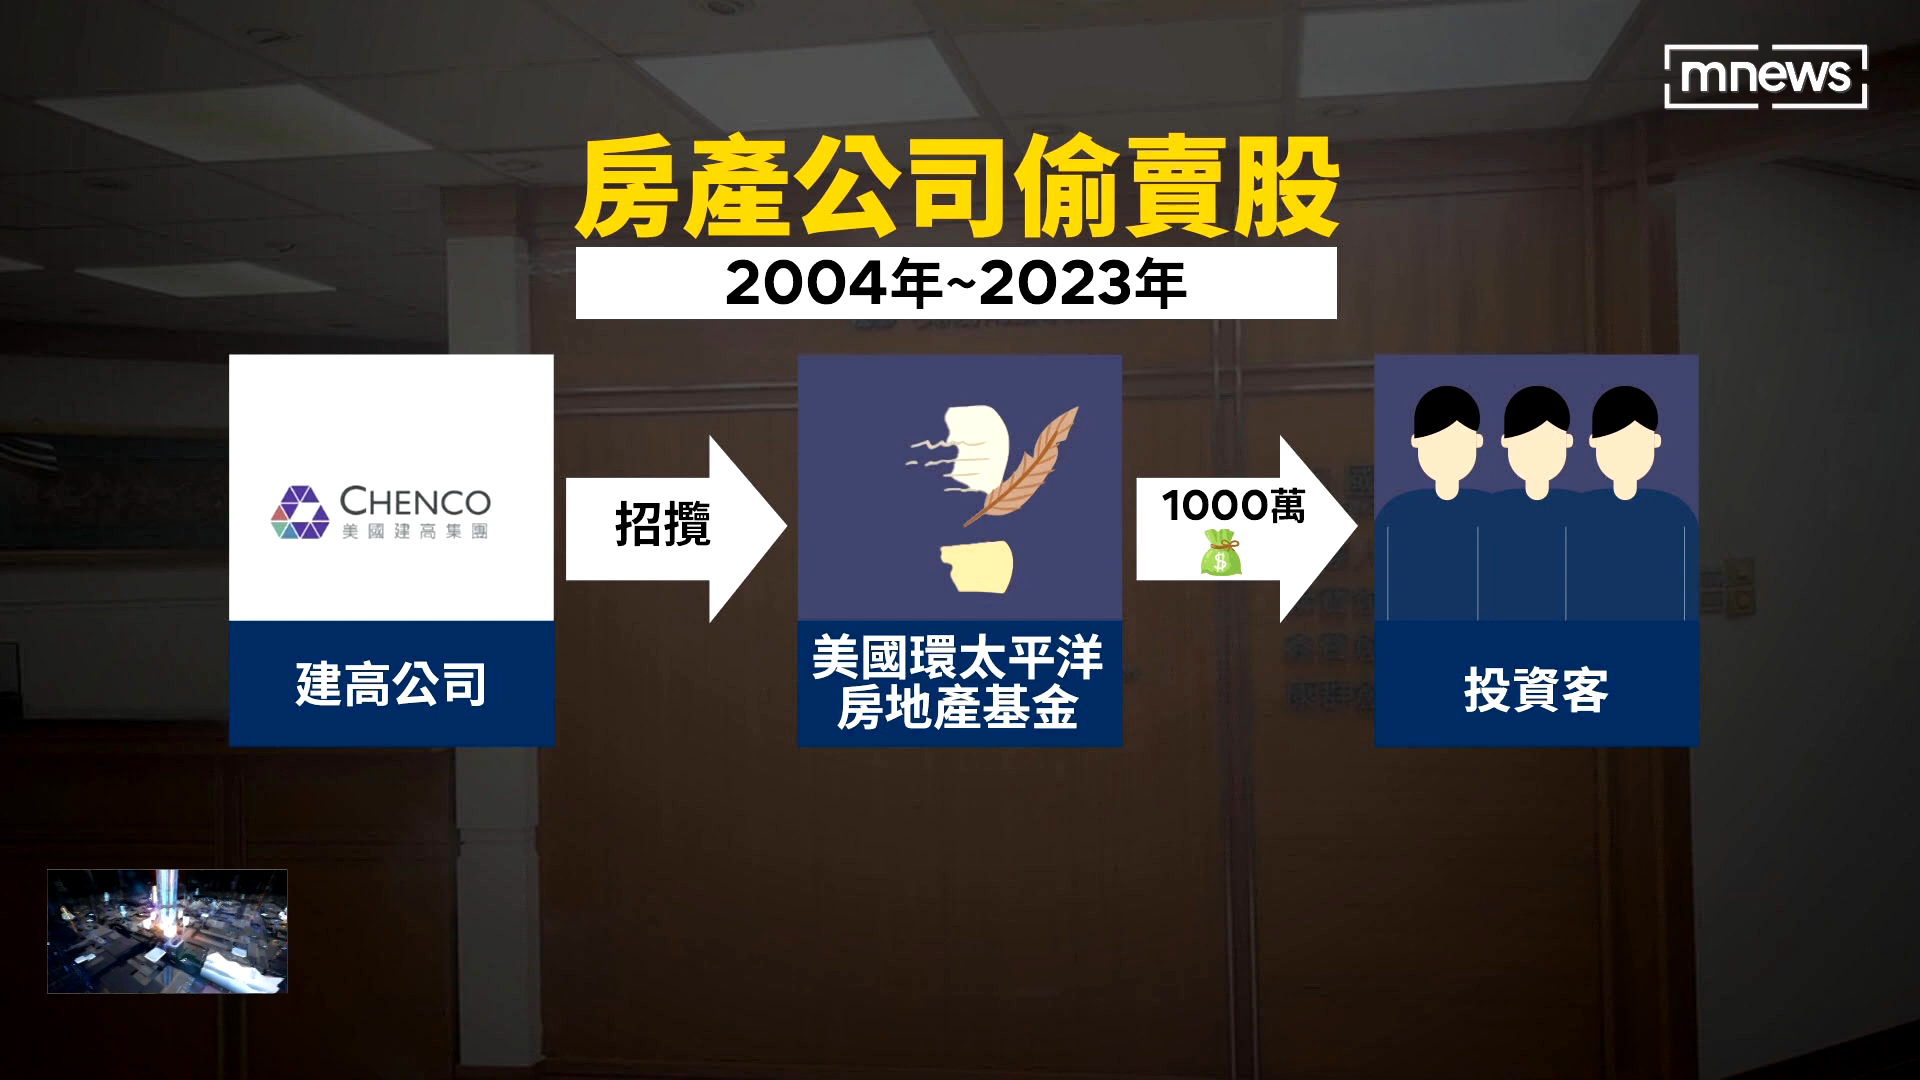 mnews
房產公司偷賣股
2004年~2023年
CHENCO
美國建高集團
招攬
1000萬
$
建高公司
美國環太平洋
房地產基金
投資客